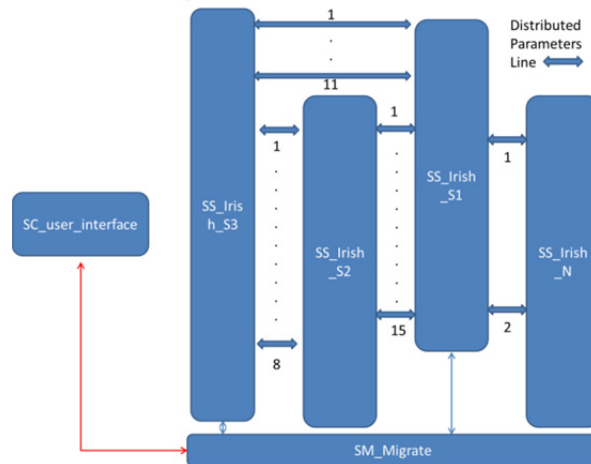 1
Distributed
Parameters
Line
.
.
11
1
1
1
SS_Iris
h_S3
SS_Irish
_S1
SC_user_interface
SS_Irish
_S2
SS_Irish
_N
15
2
8
SM_Migrate